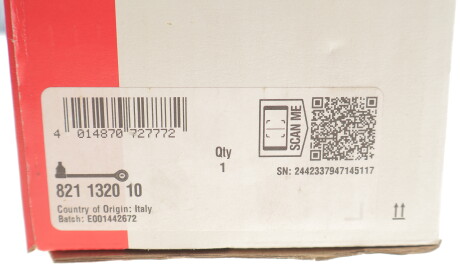 4 014870 727772
SCAN ME
Qty
1
SN: 2442337947145117
821 1320 10
Country of Origin: Italy
Batch: E001442672